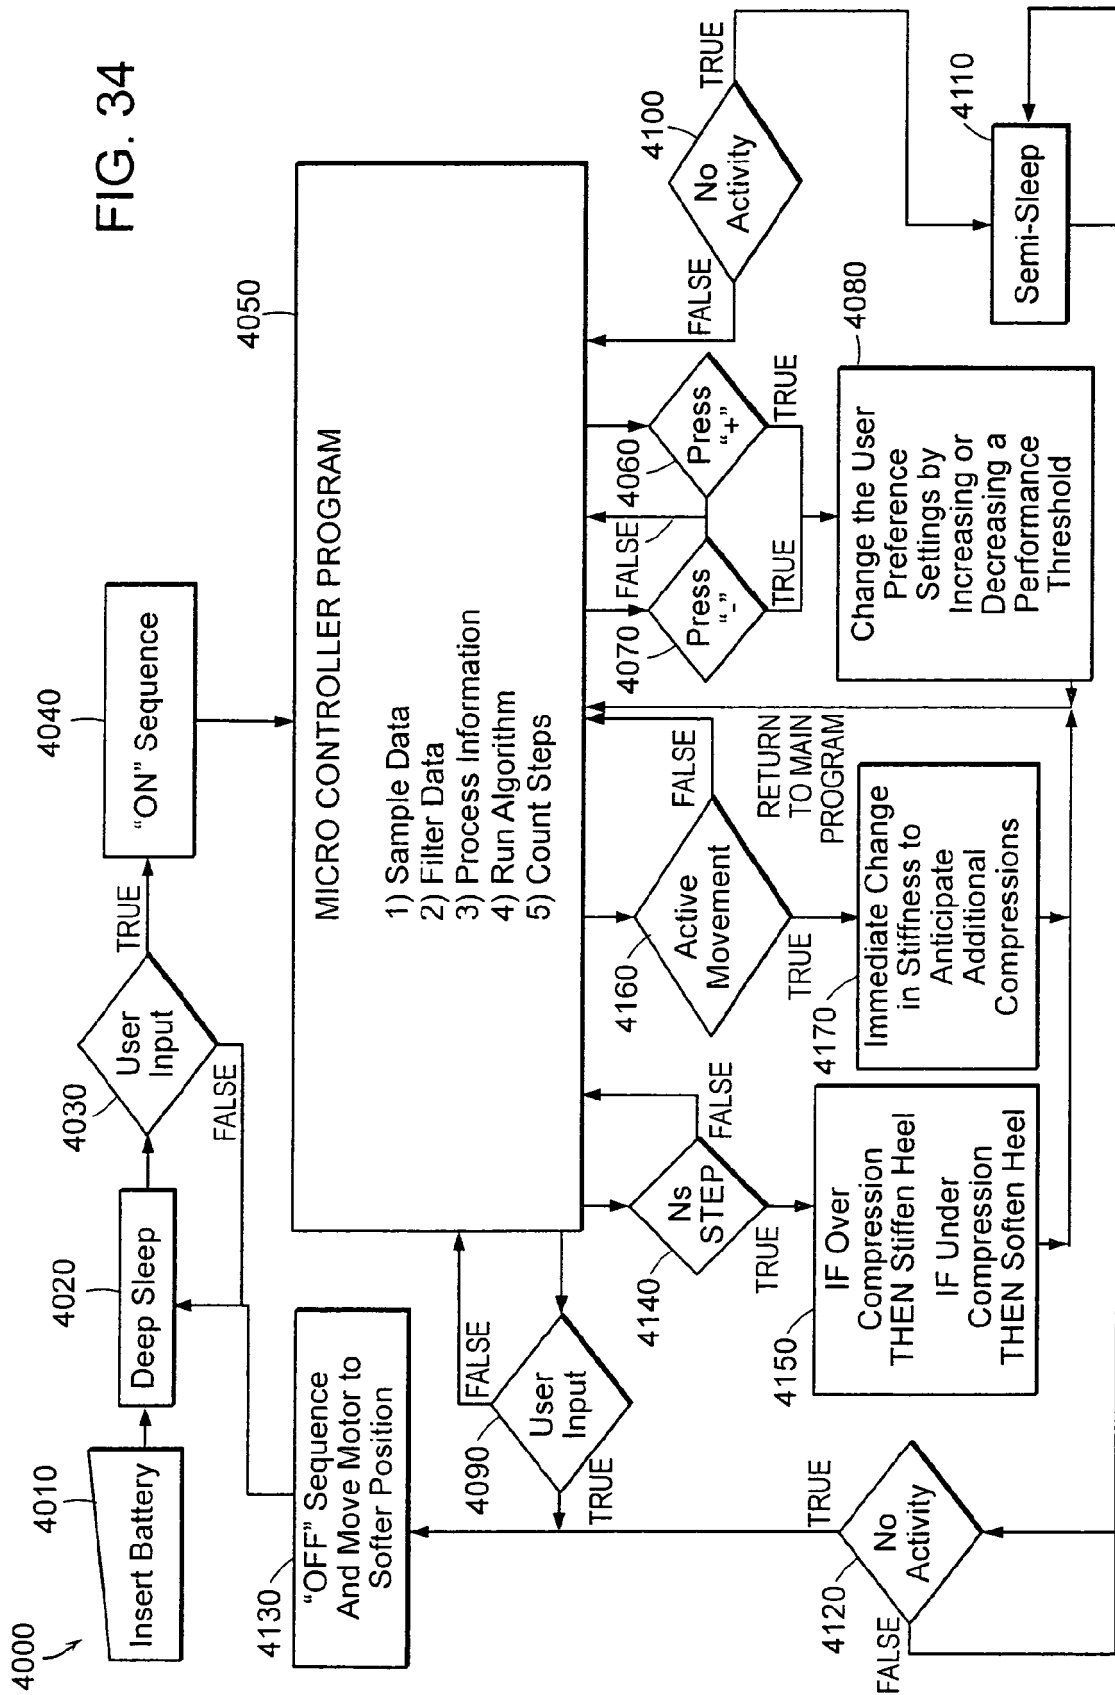 FIG. 34
4000
4010
Insert Battery
4020
Deep Sleep
4030
User
Input
TRUE
FALSE
4040
“ON” Sequence
4130
“OFF” Sequence
And Move Motor to
Softer Position
4050
MICRO CONTROLLER PROGRAM
1) Sample Data
2) Filter Data
3) Process Information
4) Run Algorithm
5) Count Steps
4090
User
Input
FALSE
TRUE
4140
Ns
STEP
FALSE
TRUE
4150
IF Over
Compression
THEN Stiffen Heel
IF Under
Compression
THEN Soften Heel
4160
Active
Movement
FALSE
TRUE
4170
Immediate Change
in Stiffness to
Anticipate
Additional
Compressions
RETURN
TO MAIN
PROGRAM
4070
Press
“-”
FALSE
TRUE
4060
Press
“+”
TRUE
4080
Change the User
Preference
Settings by
Increasing or
Decreasing a
Performance
Threshold
4100
No
Activity
FALSE
TRUE
4110
Semi-Sleep
4120
No
Activity
TRUE
FALSE